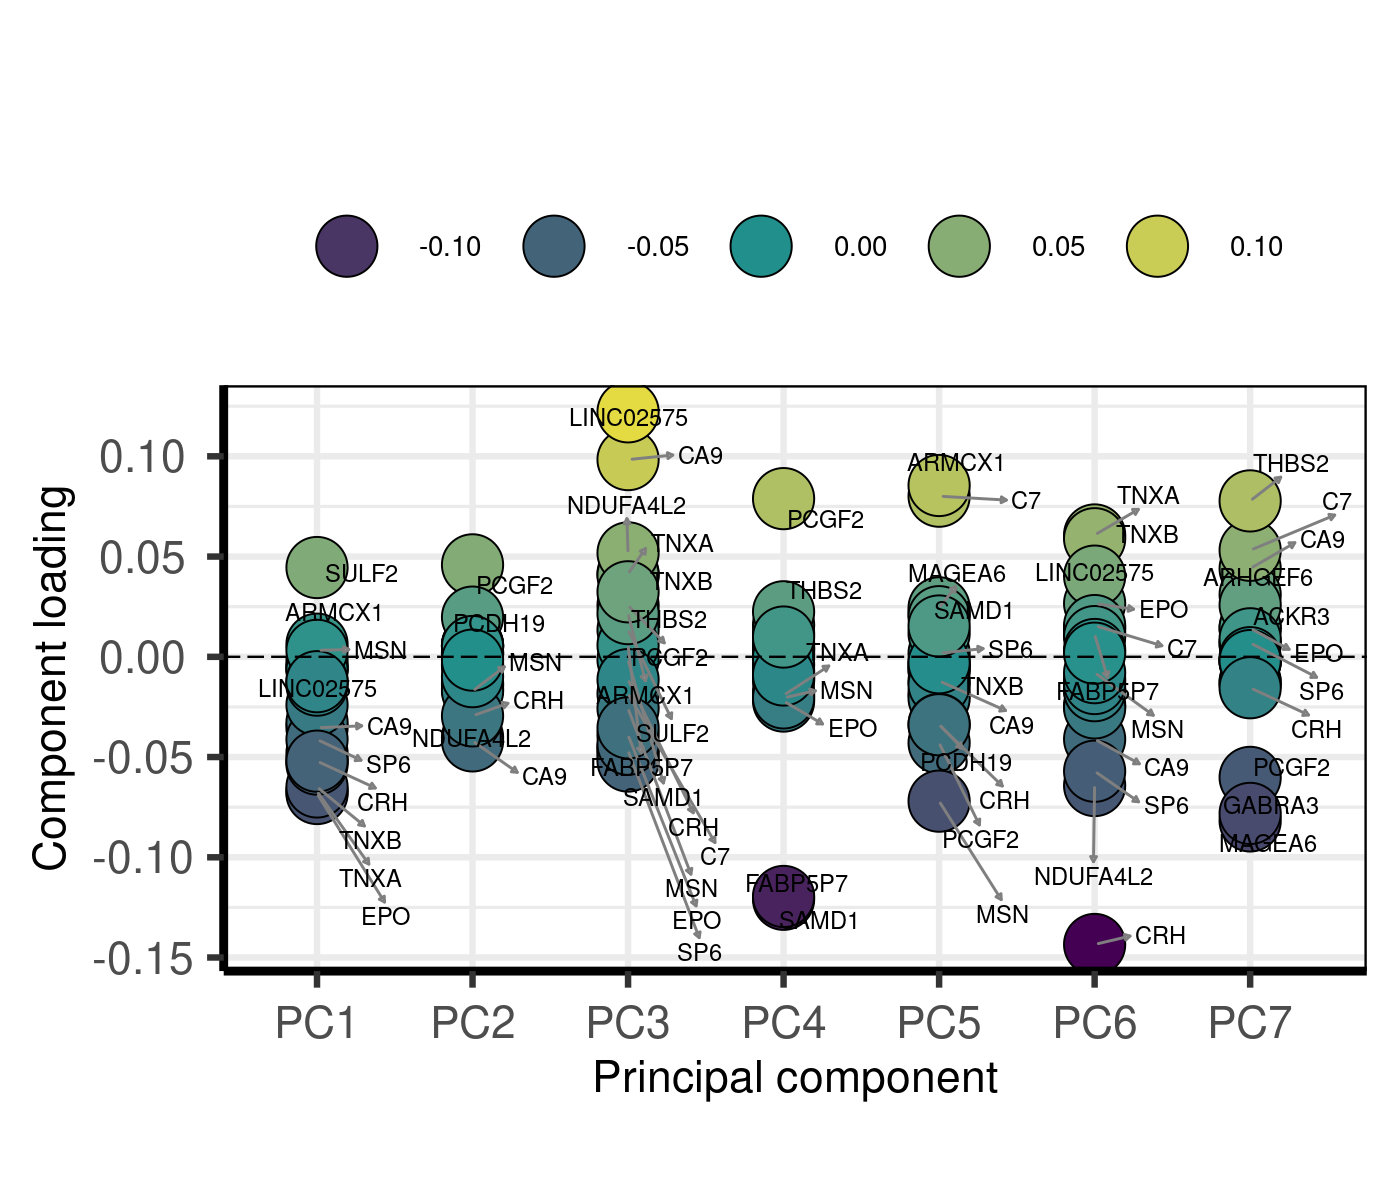 -0.10
-0.05
0.00
0.05
0.10
Component loading
0.10
0.05
0.00
-0.05
-0.10
-0.15
SULF2
ARMCX1
MSN
LINC02575
CA9
SP6
CRH
TNXB
TNXA
EPO
PCGF2
PCDH19
MSN
CRH
NDUFA4L2
CA9
LINC02575
CA9
NDUFA4L2
TNXA
TNXB
THBS2
PCGF2
ARMCX1
SULF2
FABP5P7
SAMD1
CRH
C7
MSN
EPO
SP6
PCGF2
THBS2
TNXA
MSN
EPO
FABP5P7
SAMD1
ARMCX1
C7
MAGEA6
SAMD1
SP6
TNXB
CA9
PCDH19
CRH
PCGF2
MSN
TNXA
TNXB
LINC02575
EPO
C7
FABP5P7
MSN
CA9
SP6
NDUFA4L2
CRH
THBS2
C7
CA9
ARHGEF6
ACKR3
EPO
SP6
CRH
PCGF2
GABRA3
MAGEA6
PC1
PC2
PC3
PC4
PC5
PC6
PC7
Principal component